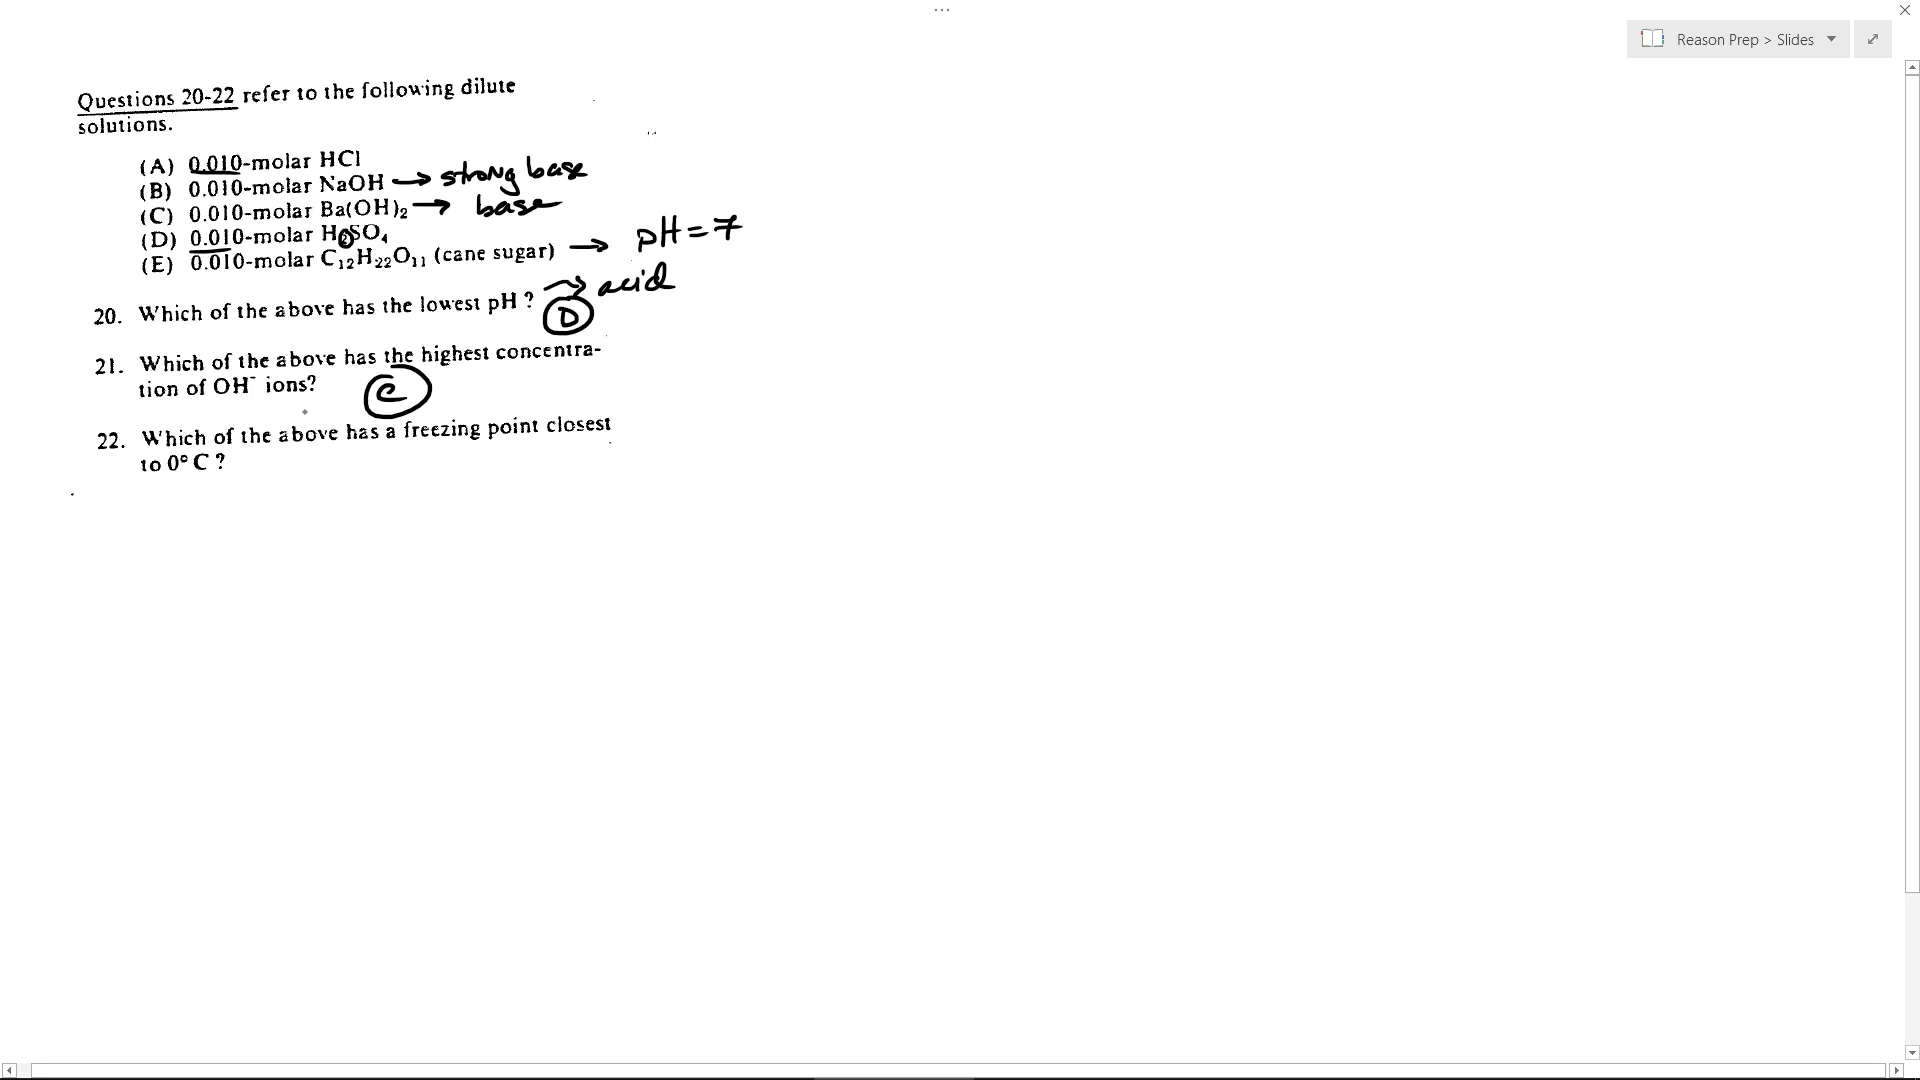 Reason Prep > Slides
Questions 20-22 refer to the following dilute
solutions.
(A) 0.010-molar HCl
(B) 0.010-molar NaOH → strong base
(C) 0.010-molar Ba(OH)₂ → base
(D) 0.010-molar H₂SO₄
(E) 0.010-molar C₁₂H₂₂O₁₁ (cane sugar) → pH = 7
20. Which of the above has the lowest pH ? → acid
D
21. Which of the above has the highest concentra-
tion of OH⁻ ions? C
22. Which of the above has a freezing point closest
to 0° C ?